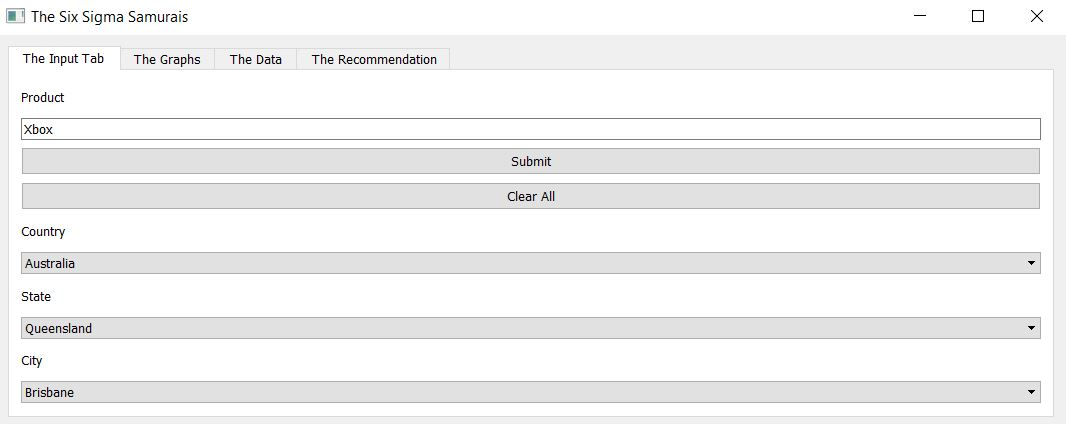 The Six Sigma Samurais
The Input Tab The Graphs The Data The Recommendation
Product
Xbox
Submit
Clear All
Country
Australia
State
Queensland
City
Brisbane